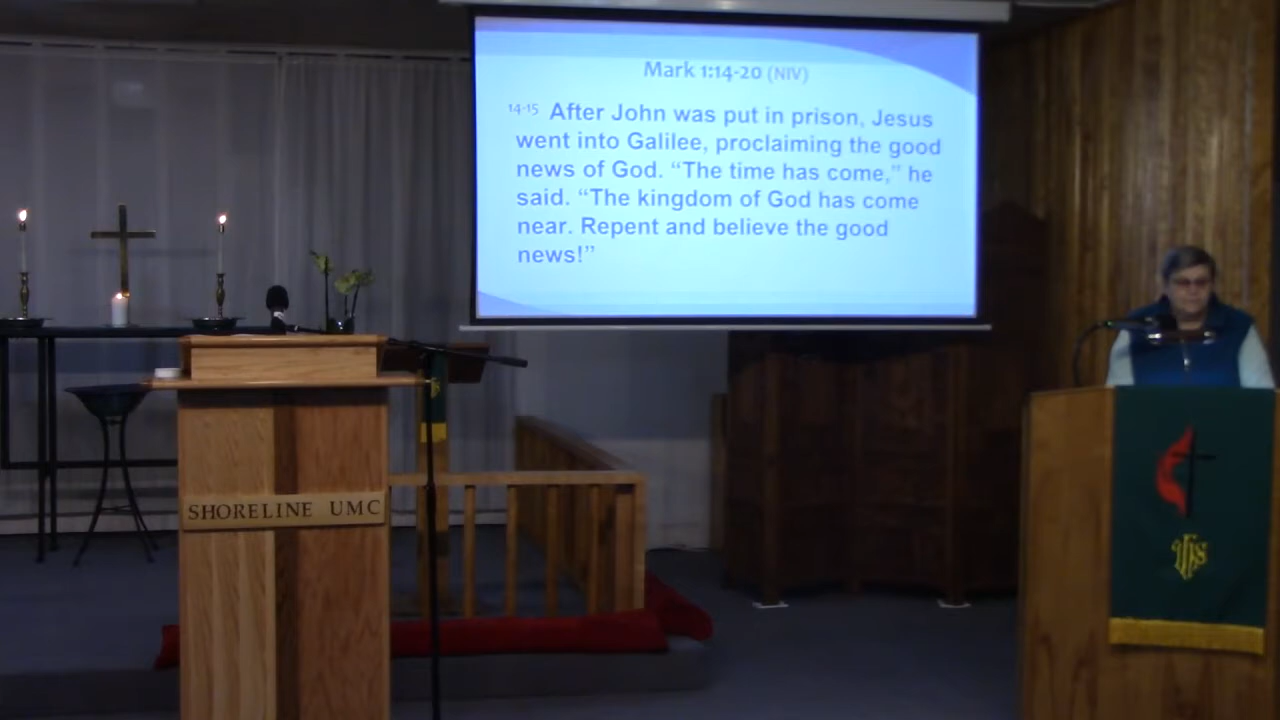 Mark 1:14-20 (NIV)
14-15 After John was put in prison, Jesus
went into Galilee, proclaiming the good
news of God. “The time has come,” he
said. “The kingdom of God has come
near. Repent and believe the good
news!”
SHORELINE UMC
IHS